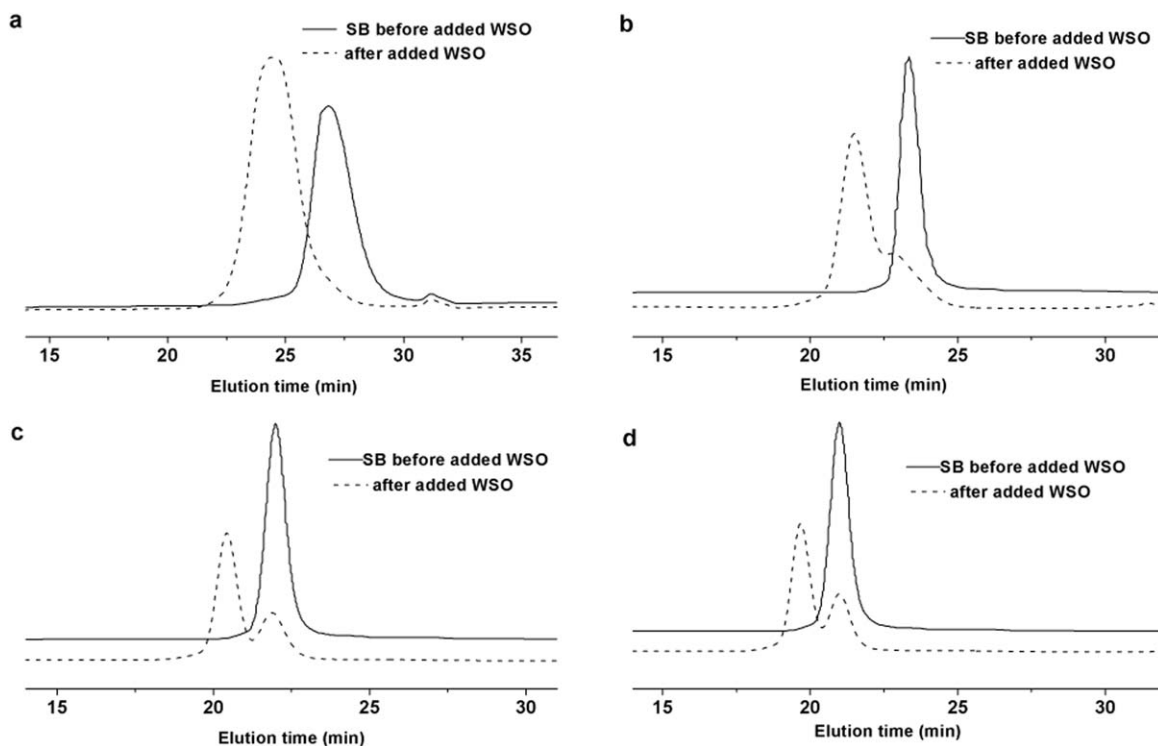 a
SB before added WSO
after added WSO
15 20 25 31 35
Elution time (min)
b
SB before added WSO
after added WSO
15 20 25 30
Elution time (min)
c
SB before added WSO
after added WSO
15 20 25 30
Elution time (min)
d
SB before added WSO
after added WSO
15 20 25 30
Elution time (min)